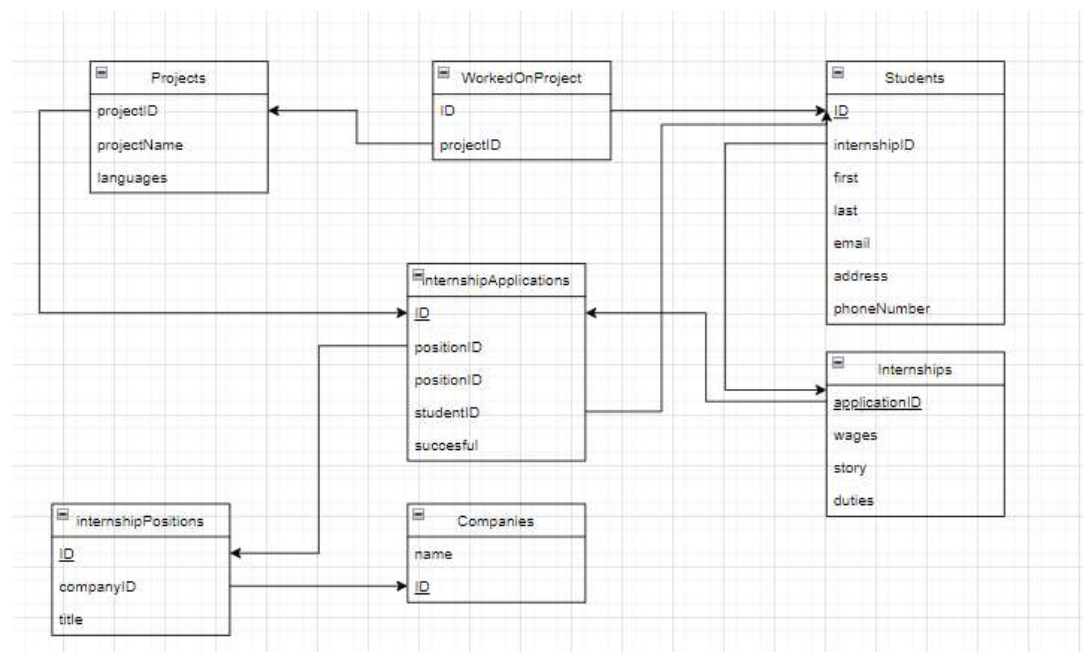 Projects
projectID
projectName
languages
WorkedOnProject
ID
projectID
Students
ID
internshipID
first
last
email
address
phoneNumber
internshipApplications
ID
positionID
positionID
studentID
succesful
Internships
applicationID
wages
story
duties
internshipPositions
ID
companyID
title
Companies
name
ID